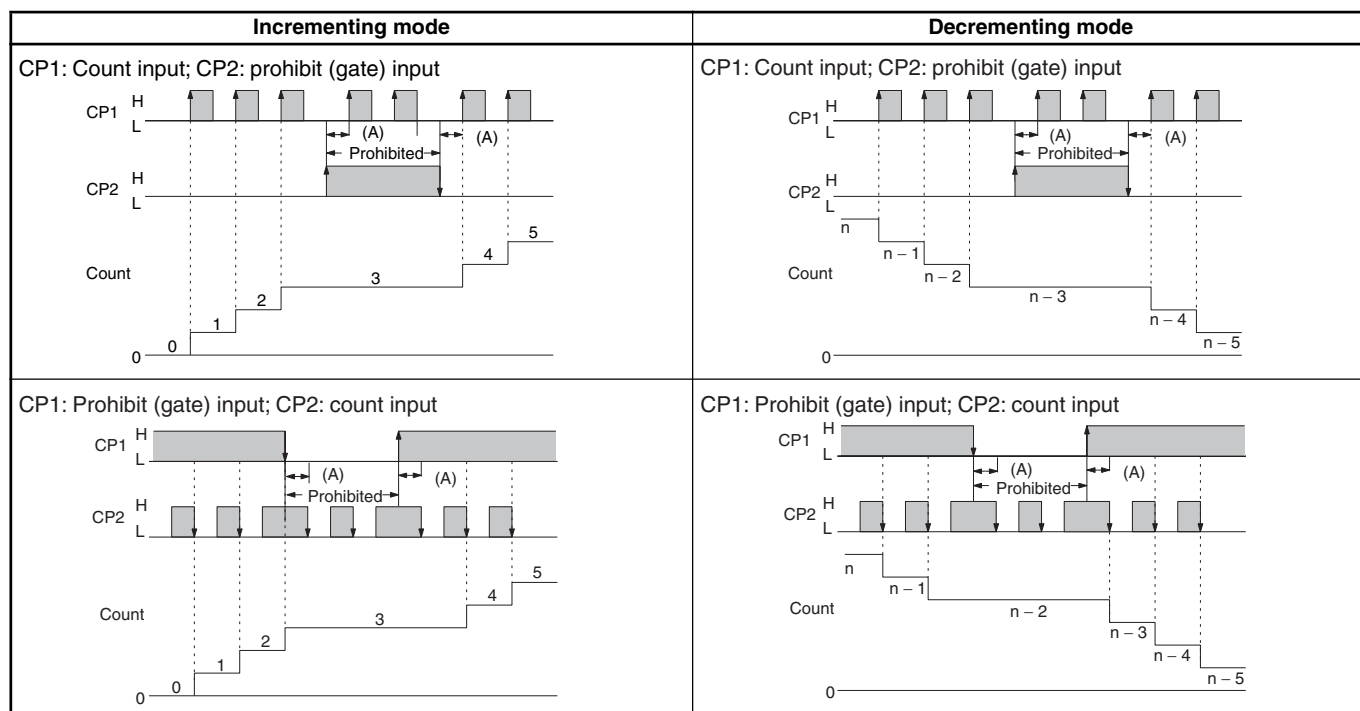 Incrementing mode
Decrementing mode
CP1: Count input; CP2: prohibit (gate) input
CP1 H
L
(A)
(A)
Prohibited
CP2 H
L
Count
0
0
1
2
3
4
5
CP1: Count input; CP2: prohibit (gate) input
CP1 H
L
(A)
(A)
Prohibited
CP2 H
L
Count
n
n – 1
n – 2
n – 3
n – 4
n – 5
0
CP1: Prohibit (gate) input; CP2: count input
CP1 H
L
(A)
(A)
Prohibited
CP2 H
L
Count
0
0
1
2
3
4
5
CP1: Prohibit (gate) input; CP2: count input
CP1 H
L
(A)
(A)
Prohibited
CP2 H
L
Count
n
n – 1
n – 2
n – 3
n – 4
n – 5
0